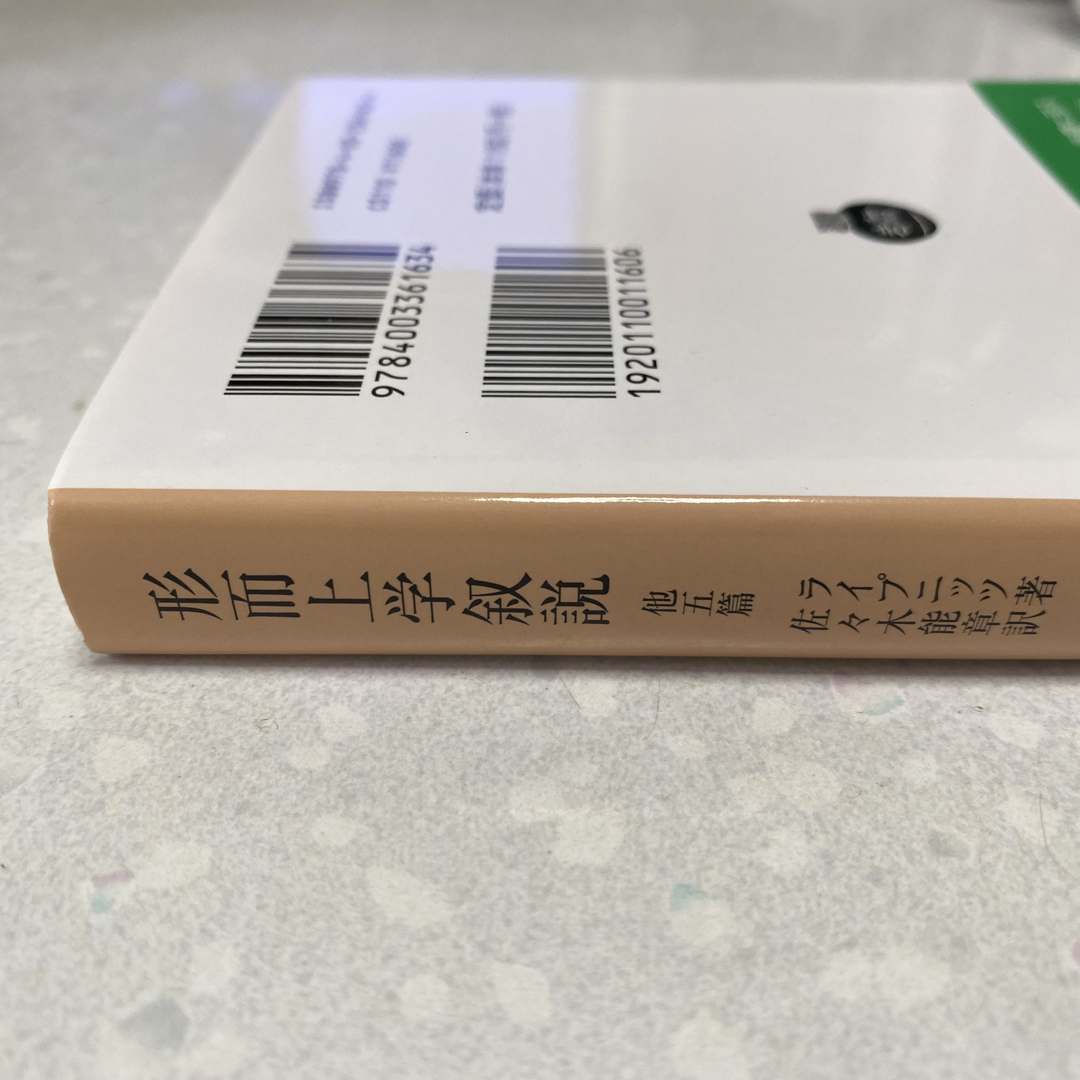 9784003361634
1920110011606
形而上学叙説
他五篇
ライプニッツ著
佐々木能章訳